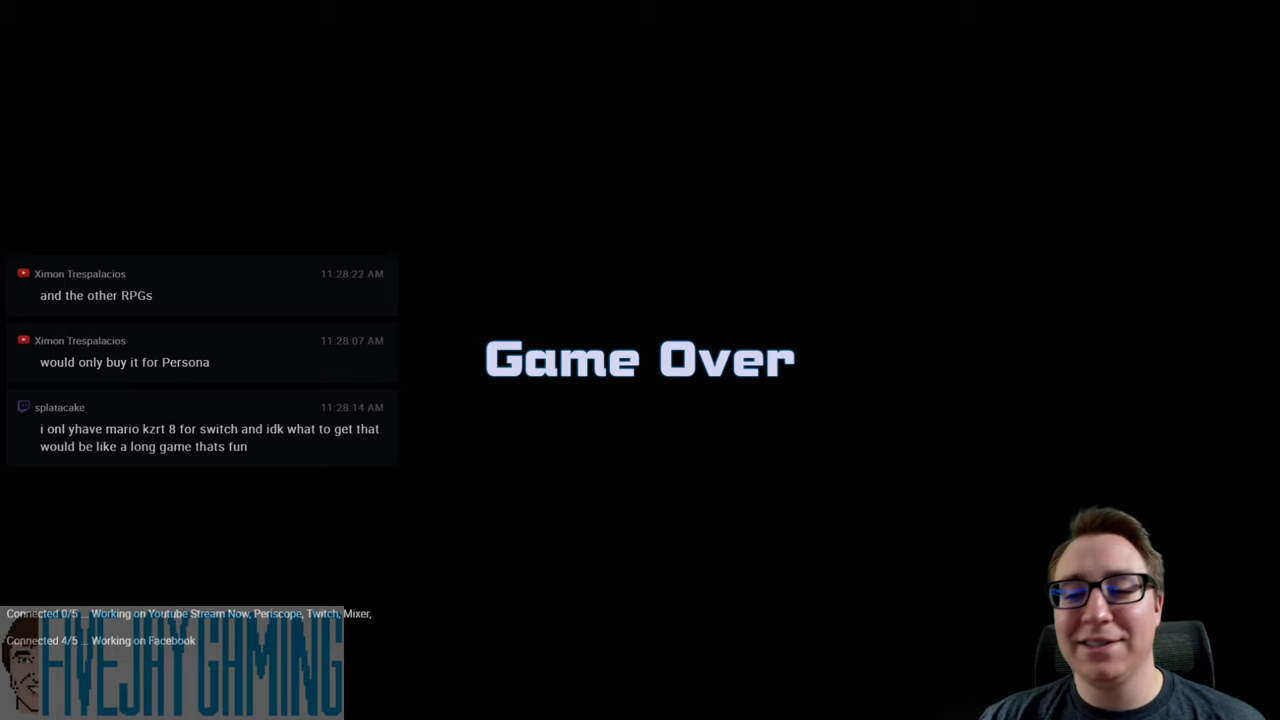 Ximon Trespalacios 11:28:22 AM
and the other RPGs
Ximon Trespalacios 11:28:07 AM
would only buy it for Persona
splatacake 11:28:14 AM
i onl yhave mario kzrt 8 for switch and idk what to get that
would be like a long game thats fun
Game Over
Connected 0/5 ... Working on Youtube Stream Now, Periscope, Twitch, Mixer,
Connected 4/5 ... Working on Facebook
FIVEJAY GAMING